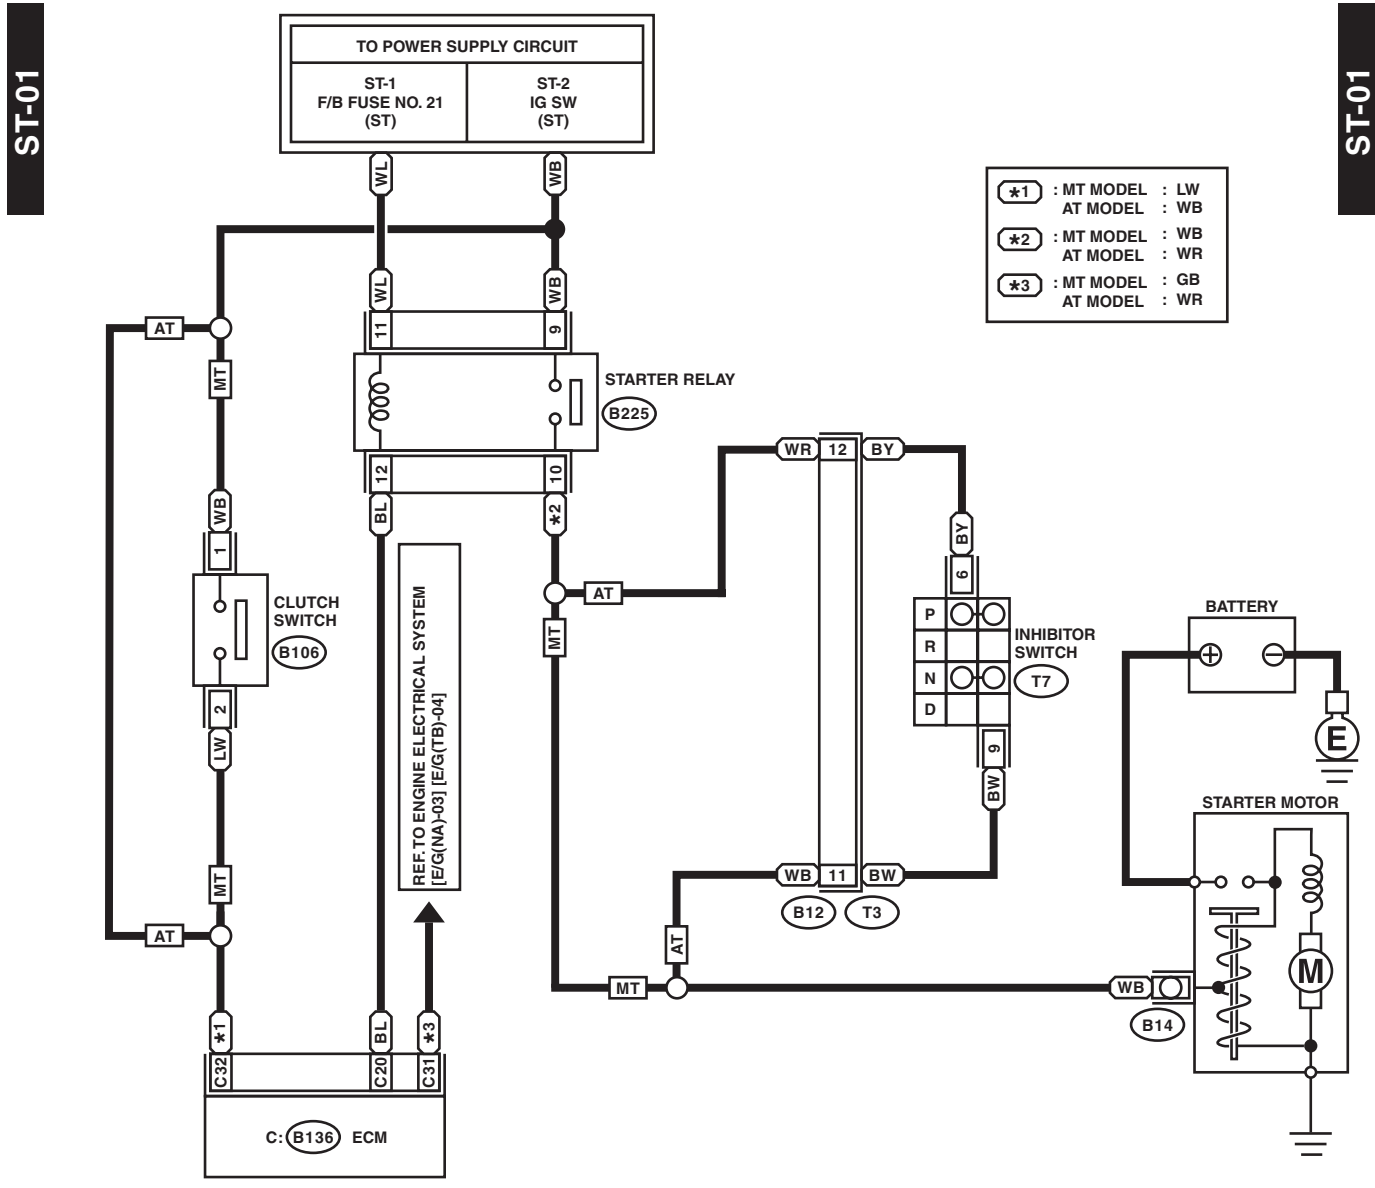 ST-01
ST-01
TO POWER SUPPLY CIRCUIT
ST-1
F/B FUSE NO. 21
(ST)
ST-2
IG SW
(ST)
WL
WB
*1 : MT MODEL : LW
AT MODEL : WB
*2 : MT MODEL : WB
AT MODEL : WR
*3 : MT MODEL : GB
AT MODEL : WR
WL
WB
11
9
AT
MT
STARTER RELAY
B225
12
10
BL
*2
WR
12
BY
WB
1
BY
6
CLUTCH
SWITCH
B106
2
LW
AT
MT
REF.TO ENGINE ELECTRICAL SYSTEM
[E/G(NA)-03] [E/G(TB)-04]
P
R
N
D
INHIBITOR
SWITCH
T7
9
BW
BATTERY
+
−
E
STARTER MOTOR
M
MT
AT
WB
11
BW
B12
T3
AT
MT
WB
B14
*1
BL
*3
C32
C20
C31
C: B136 ECM